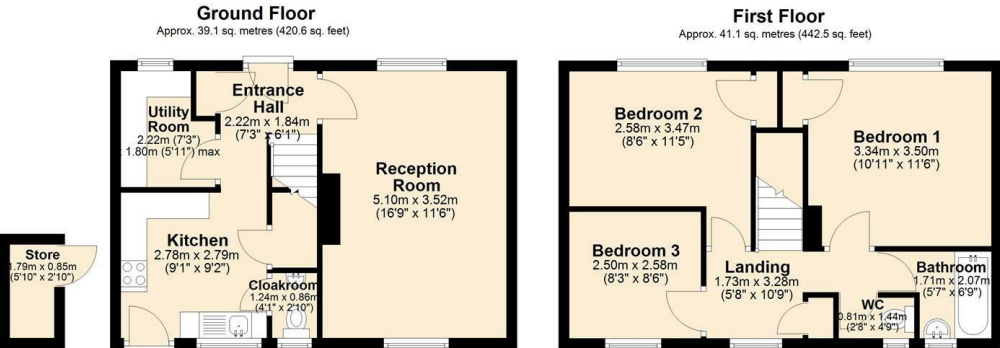 Ground Floor
Approx. 39.1 sq. metres (420.6 sq. feet)
First Floor
Approx. 41.1 sq. metres (442.5 sq. feet)
Utility
Room
2.22m (7'3")
1.80m (5'11") max
Entrance
Hall
2.22m x 1.84m
(7'3" x 6'1")
Reception
Room
5.10m x 3.52m
(16'9" x 11'6")
Kitchen
2.78m x 2.79m
(9'1" x 9'2")
Store
1.79m x 0.85m
(5'10" x 2'10")
Cloakroom
1.24m x 0.86m
(4'1" x 2'10")
Bedroom 2
2.58m x 3.47m
(8'6" x 11'5")
Bedroom 1
3.34m x 3.50m
(10'11" x 11'6")
Bedroom 3
2.50m x 2.58m
(8'3" x 8'6")
Landing
1.73m x 3.28m
(5'8" x 10'9")
Bathroom
1.71m x 2.07m
(5'7" x 6'9")
WC
0.81m x 1.44m
(2'8" x 4'9")